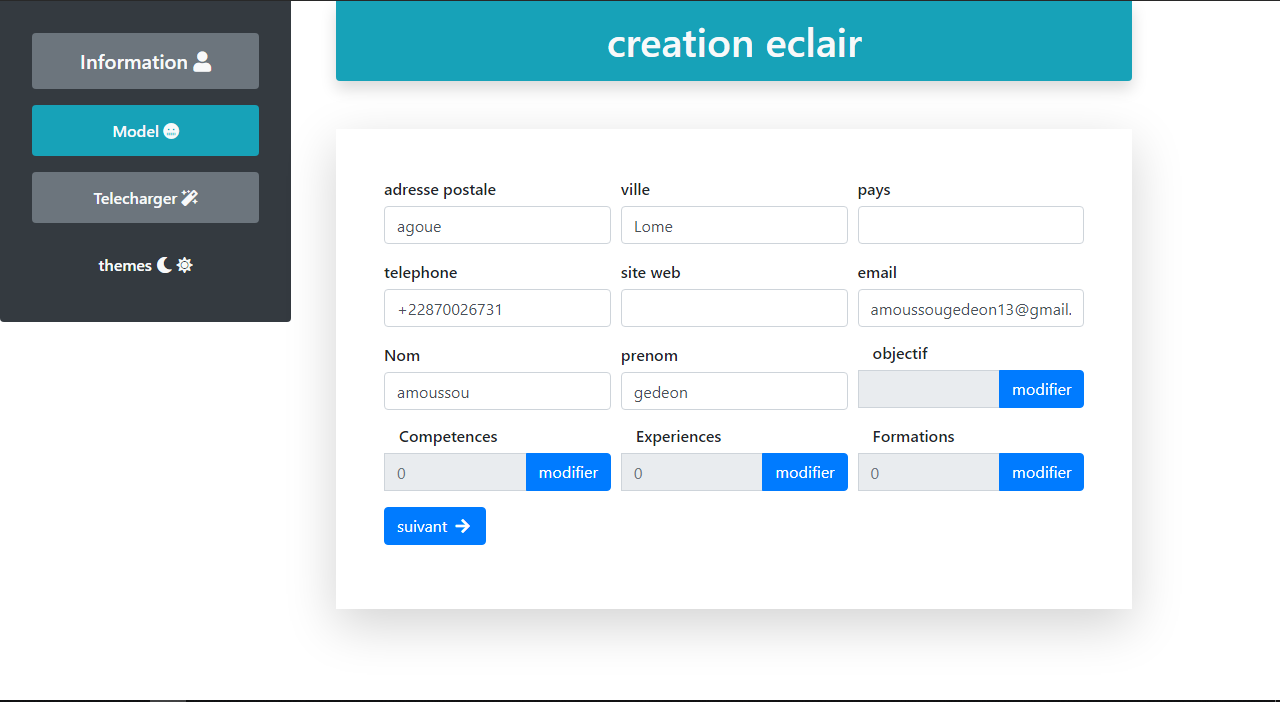 creation eclair
Information
Model
Telecharger
themes
adresse postale ville pays
agoue Lome
telephone site web email
+22870026731 amoussougedeon13@gmail.
Nom prenom objectif
amoussou gedeon modifier
Competences Experiences Formations
0 modifier 0 modifier 0 modifier
suivant